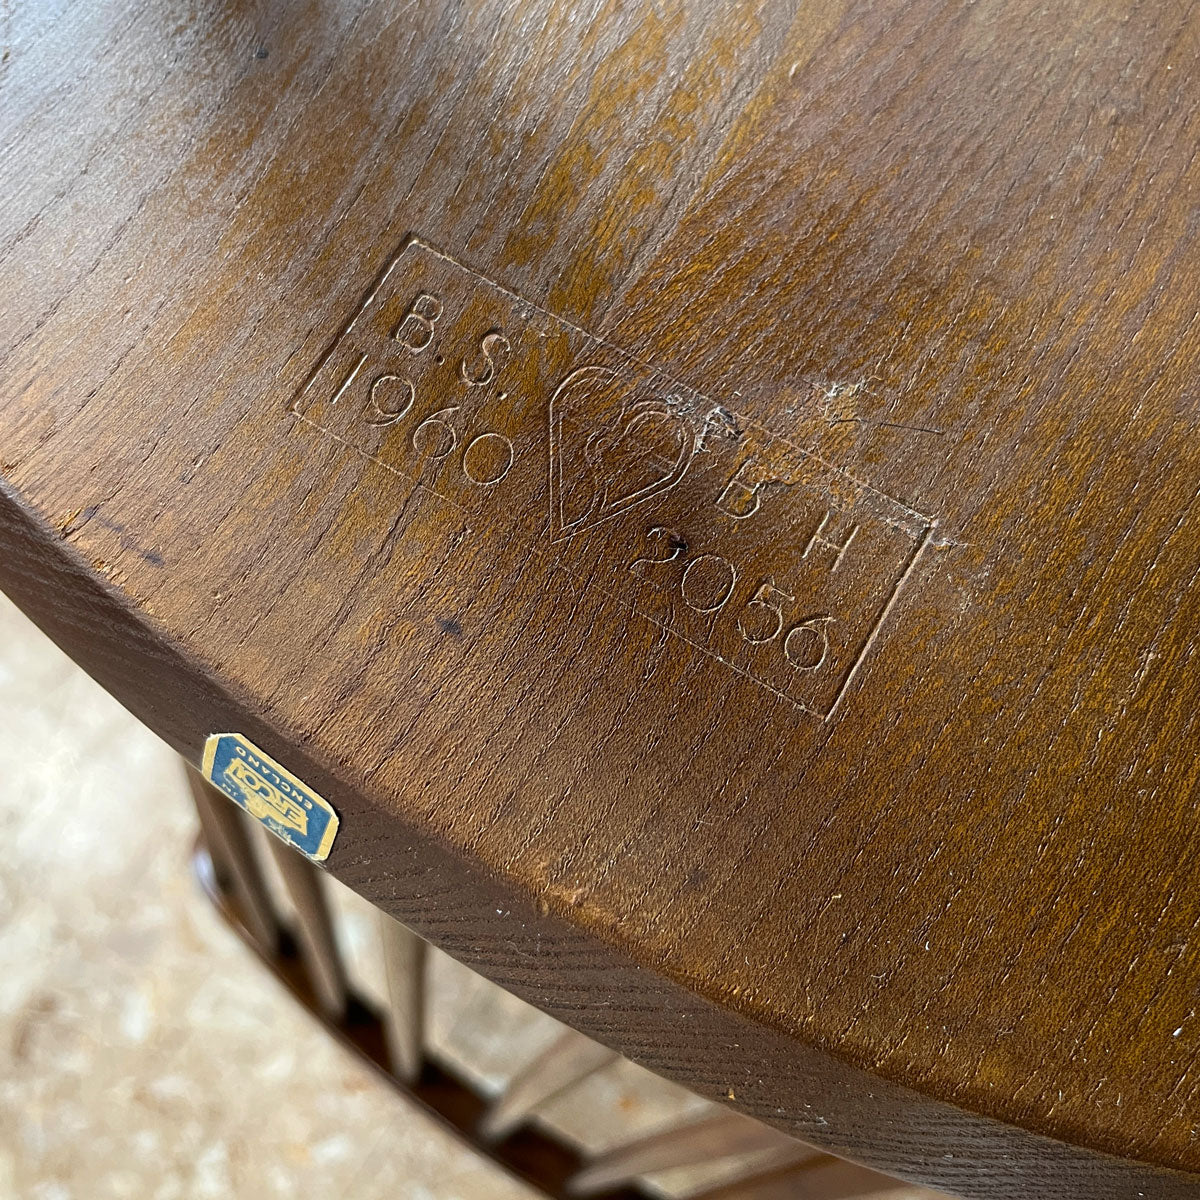 B.S. B H
1960 2056
ERCOL
ENGLAND